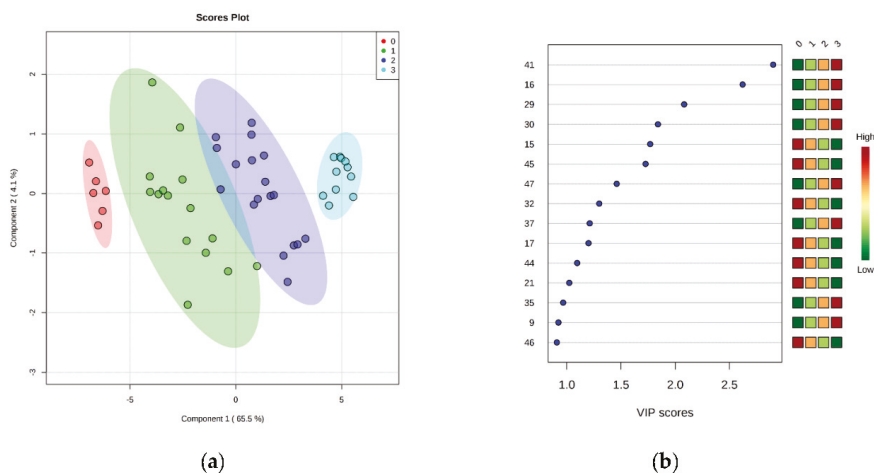 Scores Plot
0
1
2
3
Component 2 ( 4.1 %)
2
1
0
-1
-2
-3
-5
0
5
Component 1 ( 65.5 %)
(a)
0 1 2 3
41
16
29
30
15
45
47
32
37
17
44
21
35
9
46
High
Low
1.0 1.5 2.0 2.5
VIP scores
(b)